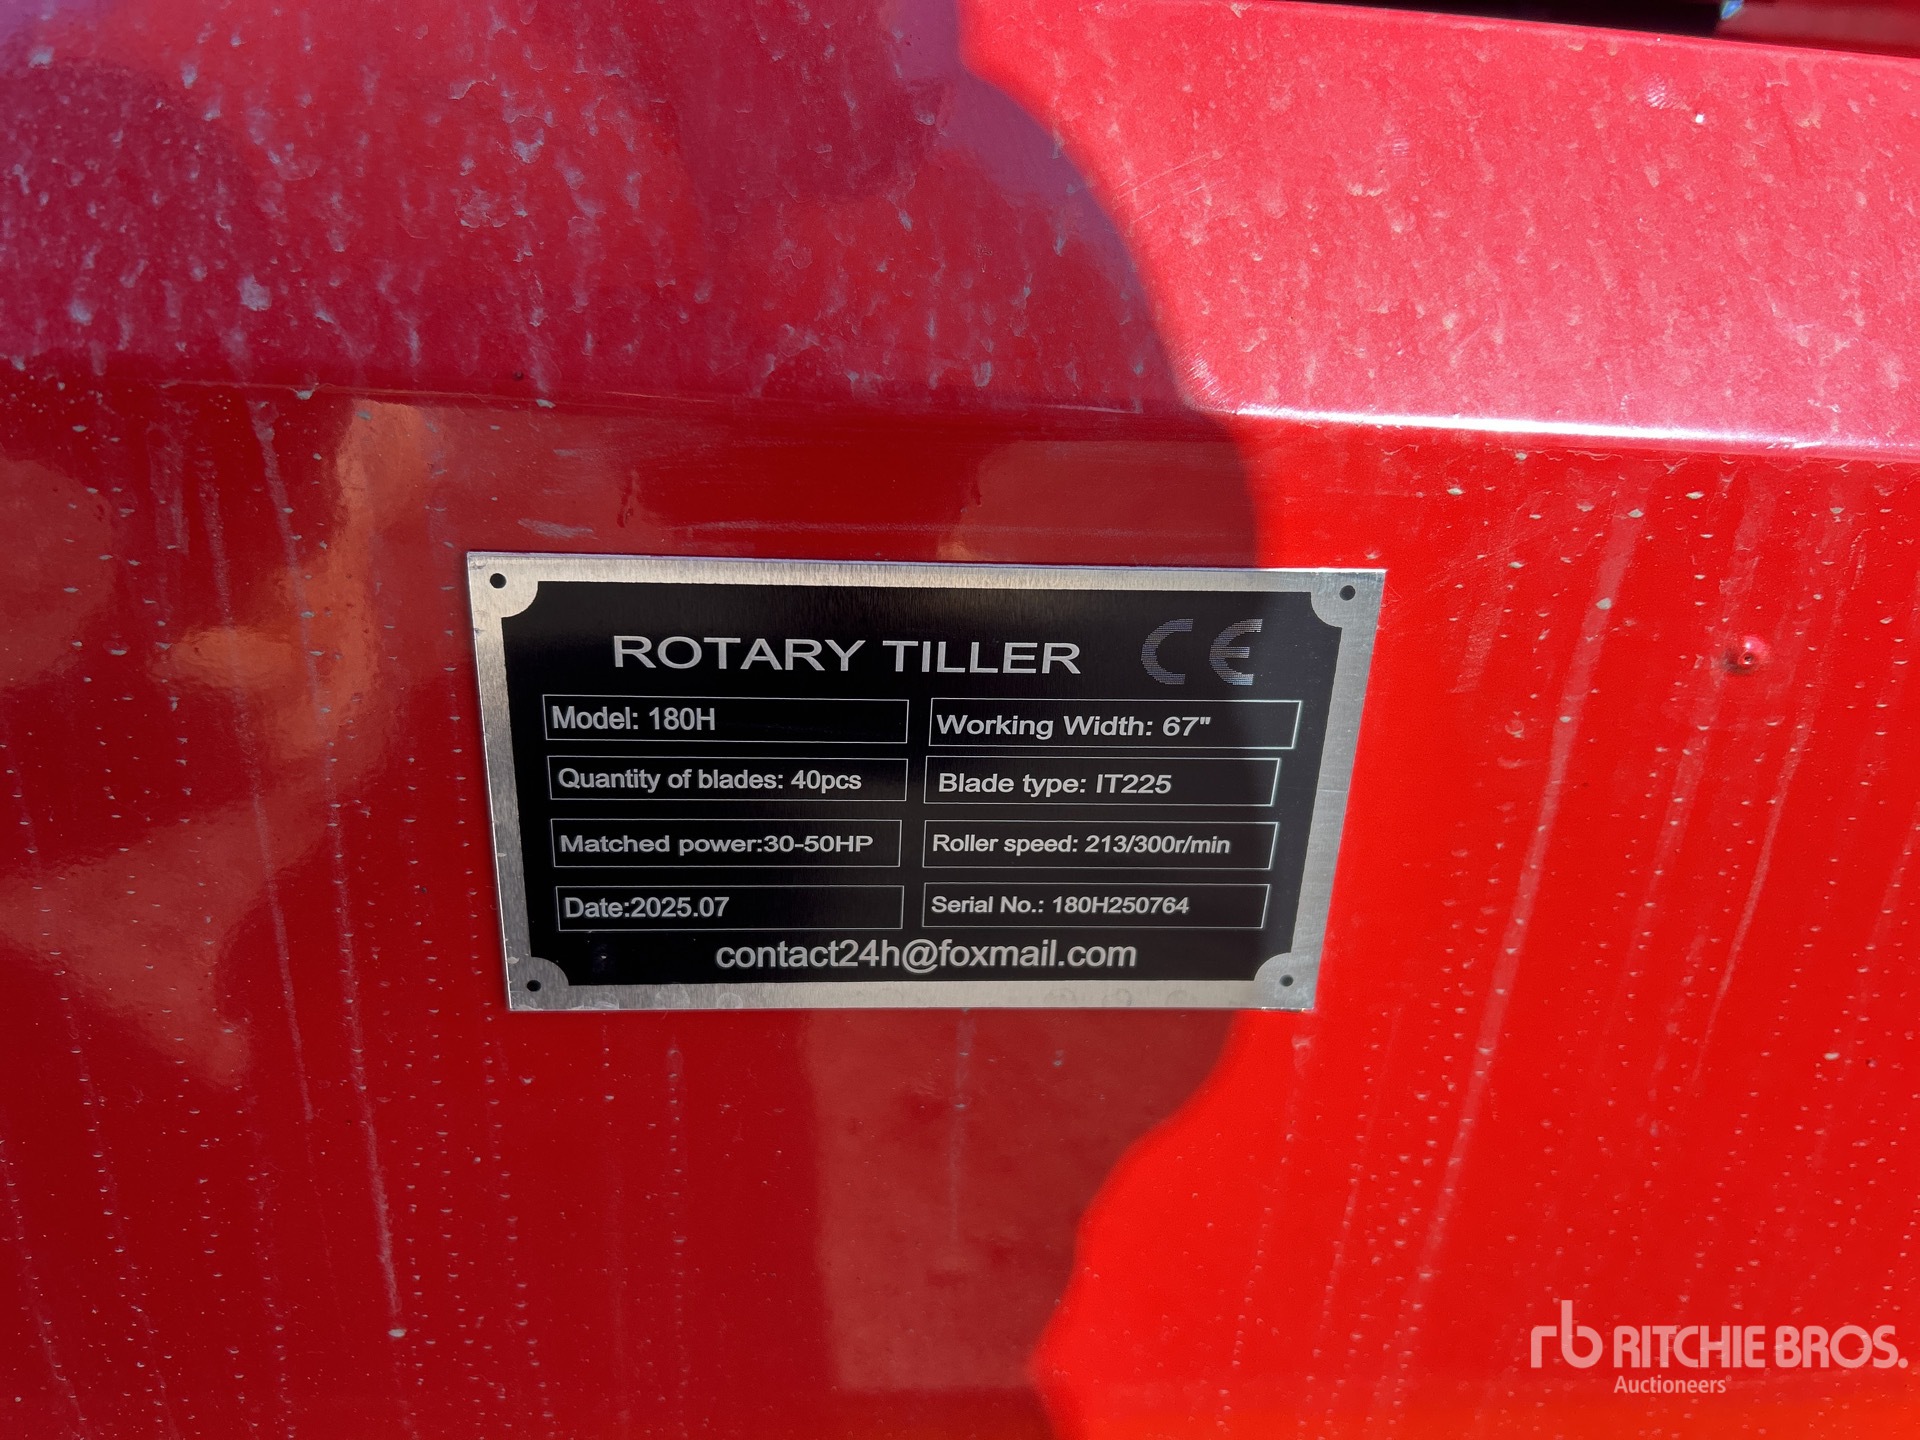 ROTARY TILLER CE
Model: 180H
Working Width: 67"
Quantity of blades: 40pcs
Blade type: IT225
Matched power:30-50HP
Roller speed: 213/300r/min
Date:2025.07
Serial No.: 180H250764
contact24h@foxmail.com
rb RITCHIE BROS.
Auctioneers